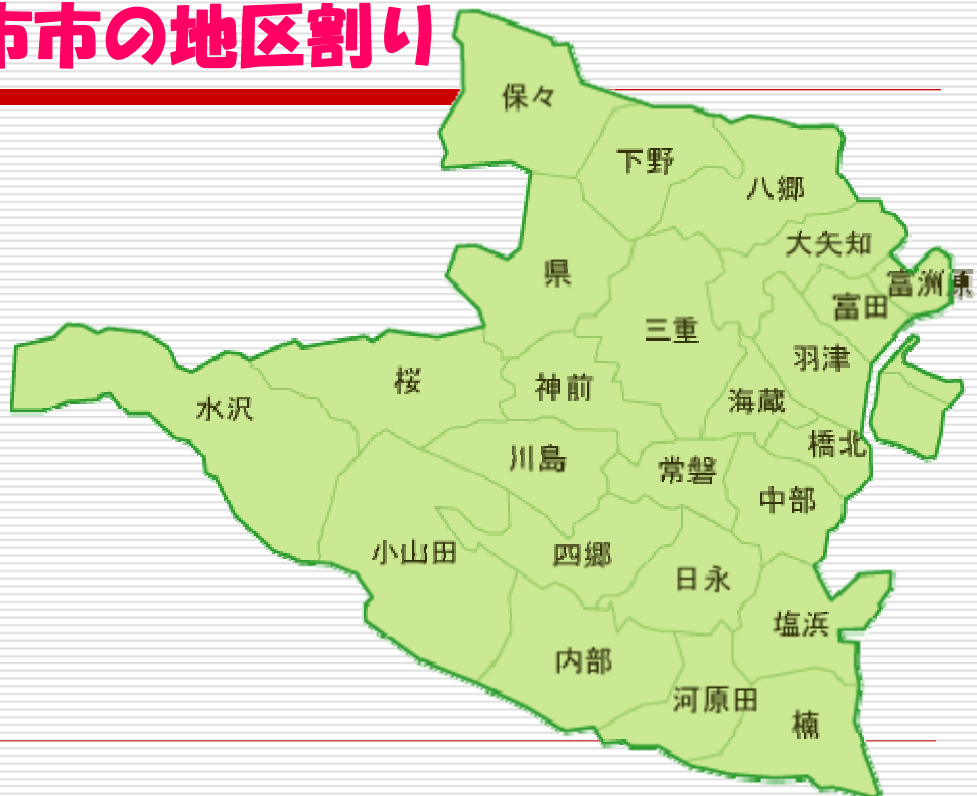 市市の地区割り
保々
下野
八郷
大矢知
富洲原
県
富田
三重
羽津
桜
神前
海蔵
水沢
橋北
川島
常磐
中部
小山田
四郷
日永
塩浜
内部
河原田
楠